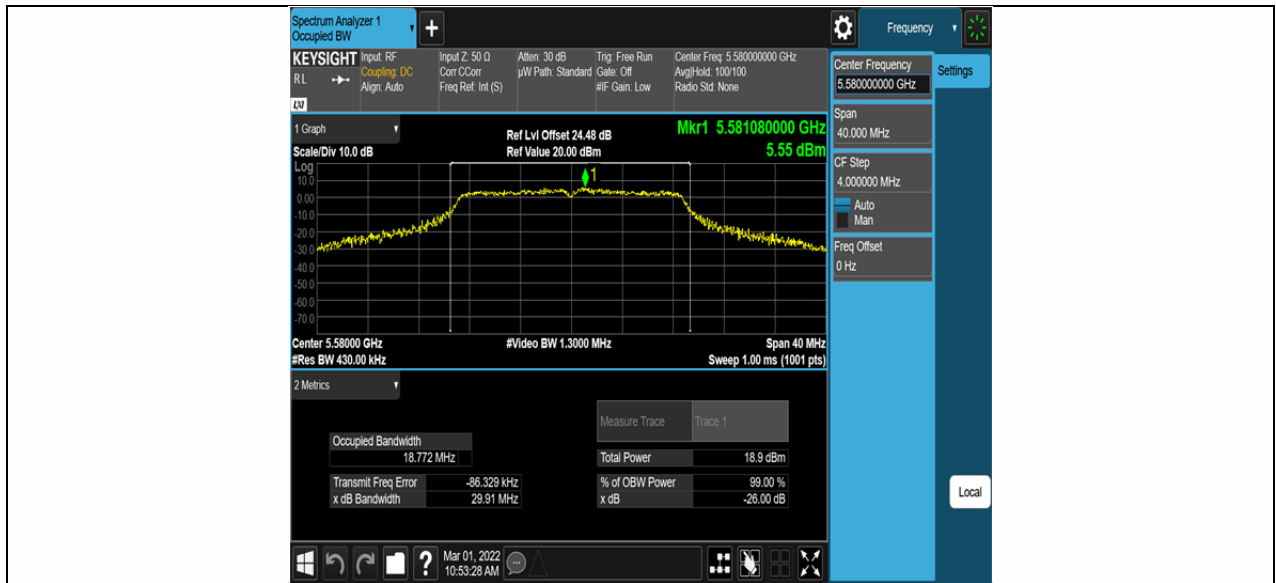 Spectrum Analyzer 1
Occupied BW
+
Frequency
KEYSIGHT
RL
LXI
Input: RF
Coupling: DC
Align: Auto
Input Z: 50 Ω
Corr CCorr
Freq Ref: Int (S)
Atten: 30 dB
µW Path: Standard
Trig: Free Run
Gate: Off
#IF Gain: Low
Center Freq: 5.580000000 GHz
Avg|Hold: 100/100
Radio Std: None
1 Graph
Scale/Div 10.0 dB
Ref Lvl Offset 24.48 dB
Ref Value 20.00 dBm
Mkr1 5.581080000 GHz
5.55 dBm
Log
10.0
0.00
-10.0
-20.0
-30.0
-40.0
-50.0
-60.0
-70.0
1
Center 5.58000 GHz
#Res BW 430.00 kHz
#Video BW 1.3000 MHz
Span 40 MHz
Sweep 1.00 ms (1001 pts)
2 Metrics
Measure Trace
Trace 1
Occupied Bandwidth
18.772 MHz
Total Power
18.9 dBm
Transmit Freq Error
-86.329 kHz
% of OBW Power
99.00 %
x dB Bandwidth
29.91 MHz
x dB
-26.00 dB
Center Frequency
5.580000000 GHz
Settings
Span
40.000 MHz
CF Step
4.000000 MHz
Auto
Man
Freq Offset
0 Hz
Local
?
Mar 01, 2022
10:53:28 AM